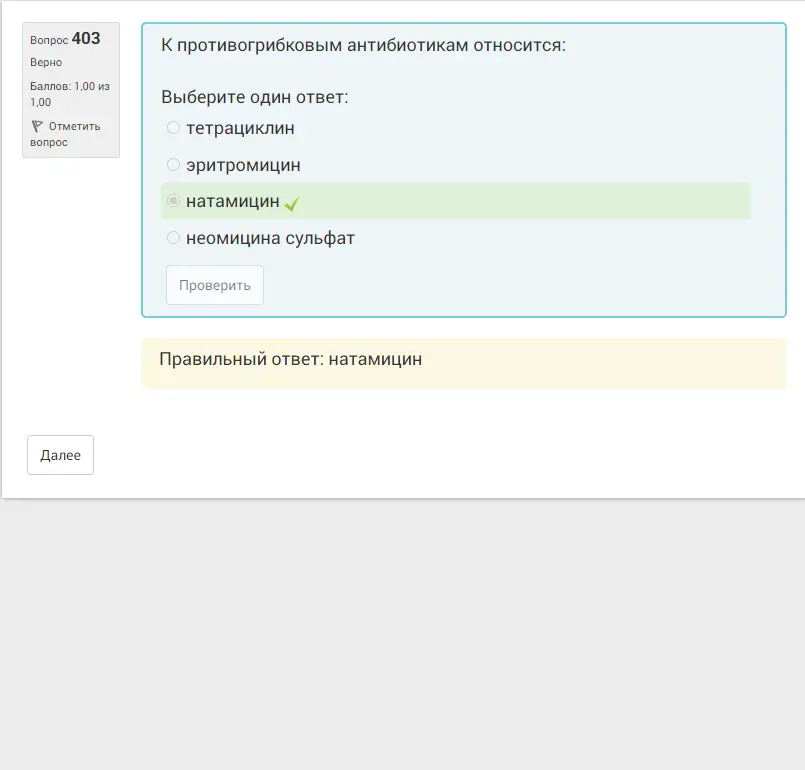 Вопрос 403
Верно
Баллов: 1,00 из
1,00
Отметить
вопрос
К противогрибковым антибиотикам относится:
Выберите один ответ:
тетрациклин
эритромицин
натамицин
неомицина сульфат
Проверить
Правильный ответ: натамицин
Далее